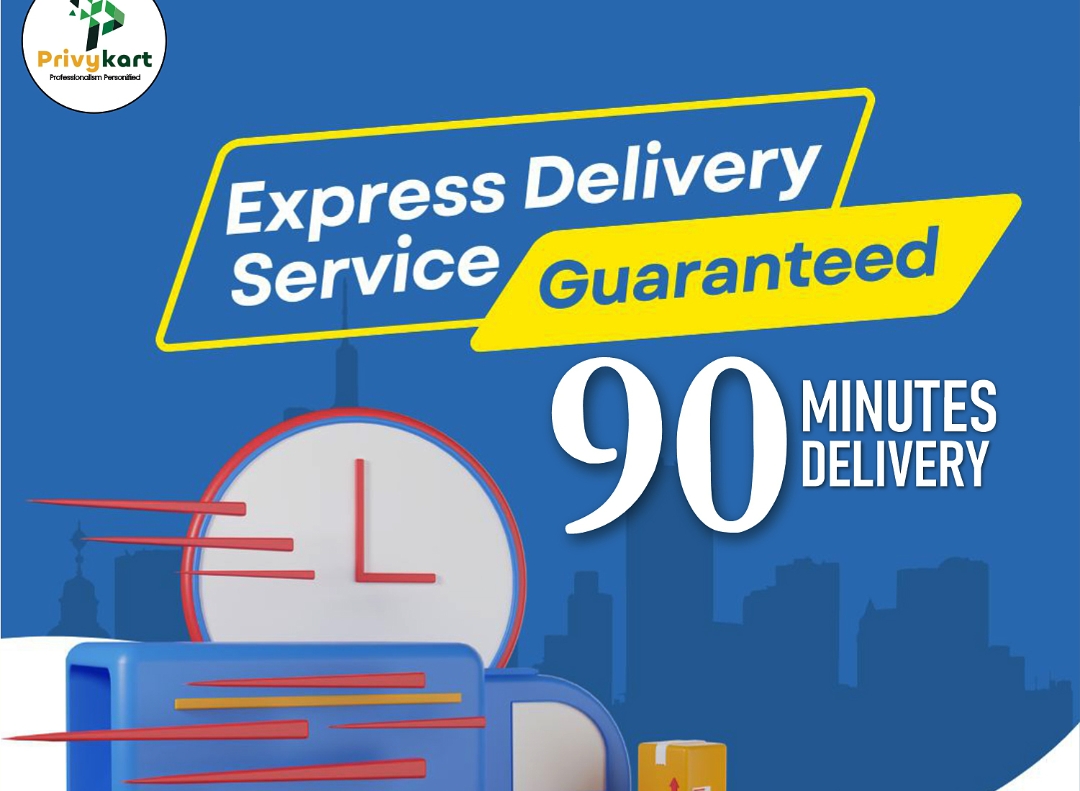 Privykart
Professionalism Personified
Express Delivery
Service Guaranteed
90 MINUTES
DELIVERY